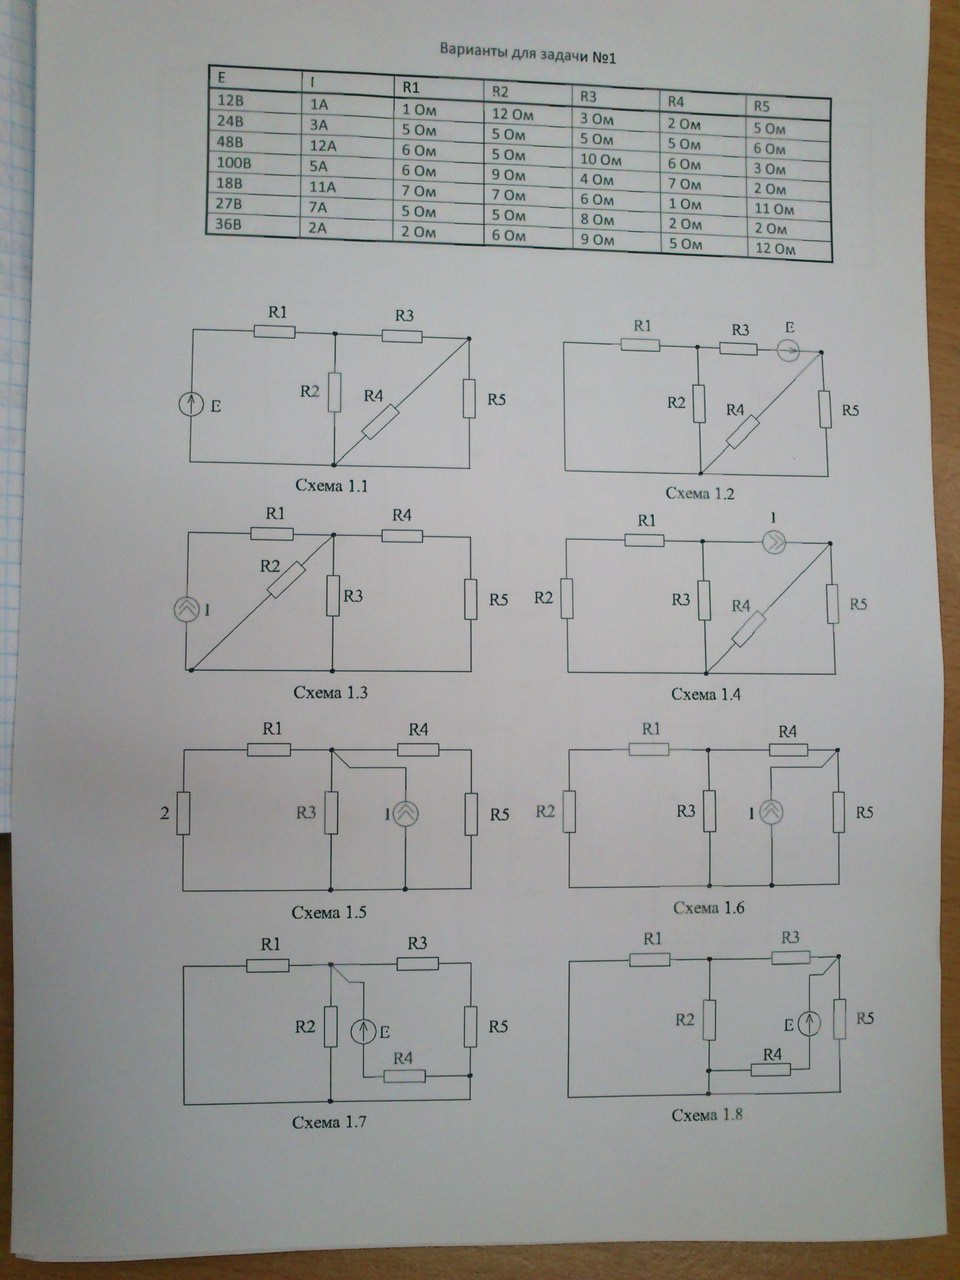 Варианты для задачи №1
E I R1 R2 R3 R4 R5
12В 1А 1 Ом 12 Ом 3 Ом 2 Ом 5 Ом
24В 3А 5 Ом 5 Ом 5 Ом 5 Ом 6 Ом
48В 12А 6 Ом 5 Ом 10 Ом 6 Ом 3 Ом
100В 5А 6 Ом 9 Ом 4 Ом 7 Ом 2 Ом
18В 11А 7 Ом 7 Ом 6 Ом 1 Ом 11 Ом
27В 7А 5 Ом 5 Ом 8 Ом 2 Ом 2 Ом
36В 2А 2 Ом 6 Ом 9 Ом 5 Ом 12 Ом
R1 R3
R2 R4 R5
E
Схема 1.1
R1 R3 E
R2 R4 R5
Схема 1.2
R1 R4
R2
I R3 R5
Схема 1.3
R1 I
R2 R3 R4 R5
Схема 1.4
R1 R4
2 R3 I R5
Схема 1.5
R1 R4
R2 R3 I R5
Схема 1.6
R1 R3
R2 E R5
R4
Схема 1.7
R1 R3
R2 E R5
R4
Схема 1.8